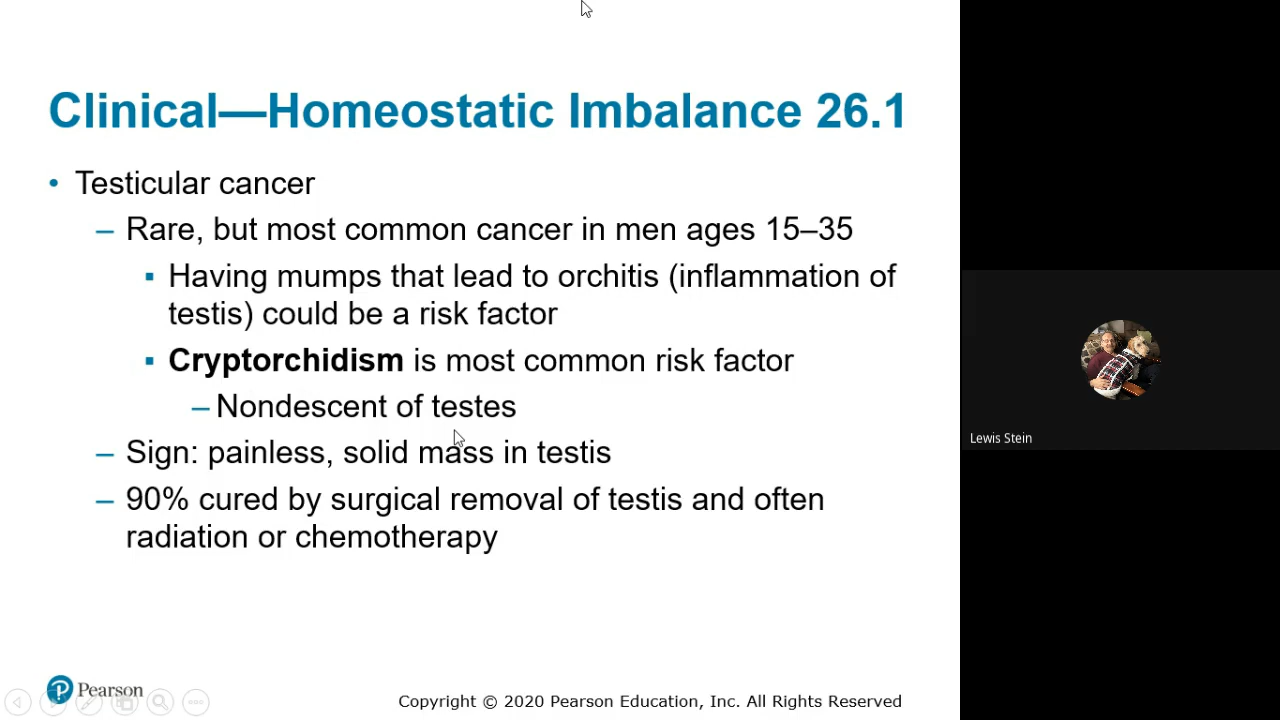 Clinical—Homeostatic Imbalance 26.1
• Testicular cancer
– Rare, but most common cancer in men ages 15–35
▪ Having mumps that lead to orchitis (inflammation of
testis) could be a risk factor
▪ Cryptorchidism is most common risk factor
– Nondescent of testes
– Sign: painless, solid mass in testis
– 90% cured by surgical removal of testis and often
radiation or chemotherapy
Pearson
Copyright © 2020 Pearson Education, Inc. All Rights Reserved
Lewis Stein